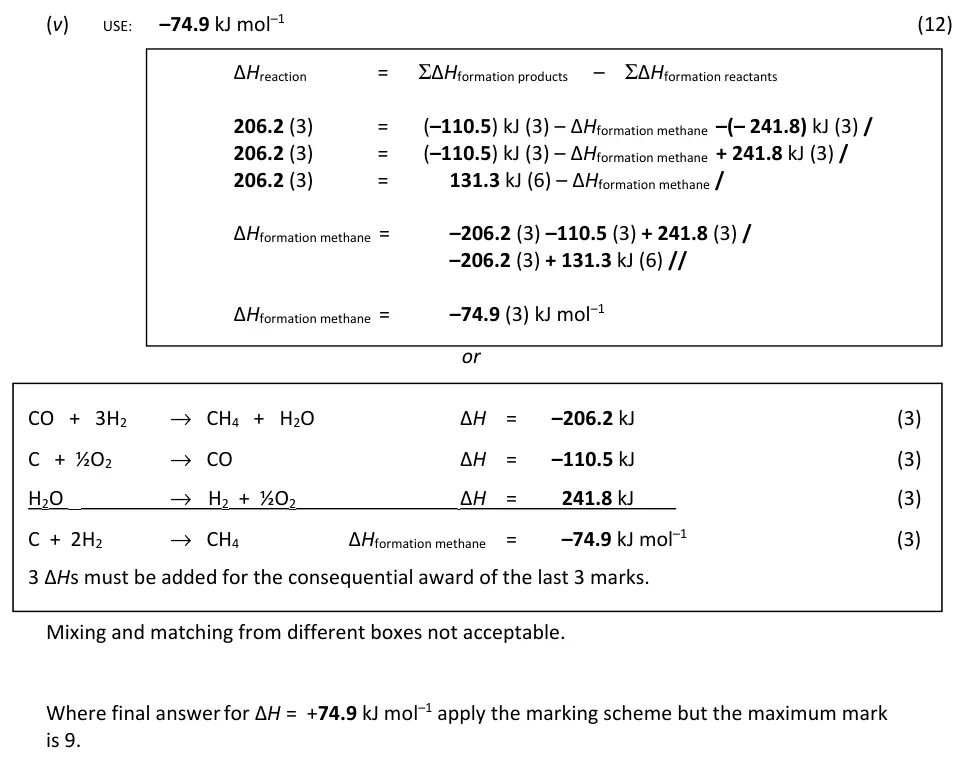 (v) USE: –74.9 kJ mol⁻¹ (12)
ΔHreaction = ΣΔHformation products – ΣΔHformation reactants
206.2 (3) = (–110.5) kJ (3) – ΔHformation methane –(– 241.8) kJ (3) /
206.2 (3) = (–110.5) kJ (3) – ΔHformation methane + 241.8 kJ (3) /
206.2 (3) = 131.3 kJ (6) – ΔHformation methane /
ΔHformation methane = –206.2 (3) –110.5 (3) + 241.8 (3) /
–206.2 (3) + 131.3 kJ (6) //
ΔHformation methane = –74.9 (3) kJ mol⁻¹
or
CO + 3H₂ → CH₄ + H₂O ΔH = –206.2 kJ (3)
C + ½O₂ → CO ΔH = –110.5 kJ (3)
H₂O → H₂ + ½O₂ ΔH = 241.8 kJ (3)
C + 2H₂ → CH₄ ΔHformation methane = –74.9 kJ mol⁻¹ (3)
3 ΔHs must be added for the consequential award of the last 3 marks.
Mixing and matching from different boxes not acceptable.
Where final answer for ΔH = +74.9 kJ mol⁻¹ apply the marking scheme but the maximum mark
is 9.